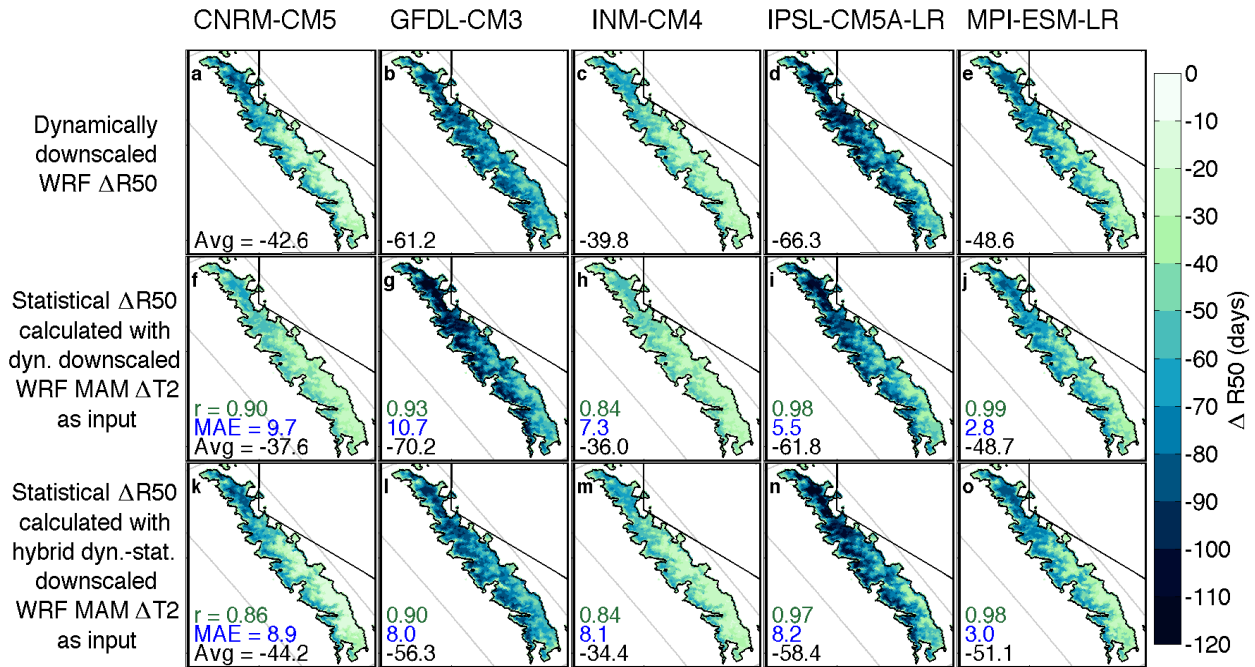 CNRM-CM5 GFDL-CM3 INM-CM4 IPSL-CM5A-LR MPI-ESM-LR
a b c d e
Dynamically
downscaled
WRF ΔR50
Avg = -42.6 -61.2 -39.8 -66.3 -48.6
f g h i j
Statistical ΔR50
calculated with
dyn. downscaled
WRF MAM ΔT2
as input
r = 0.90 0.93 0.84 0.98 0.99
MAE = 9.7 10.7 7.3 5.5 2.8
Avg = -37.6 -70.2 -36.0 -61.8 -48.7
k l m n o
Statistical ΔR50
calculated with
hybrid dyn.-stat.
downscaled
WRF MAM ΔT2
as input
r = 0.86 0.90 0.84 0.97 0.98
MAE = 8.9 8.0 8.1 8.2 3.0
Avg = -44.2 -56.3 -34.4 -58.4 -51.1
0
-10
-20
-30
-40
-50
-60
-70
-80
-90
-100
-110
-120
Δ R50 (days)